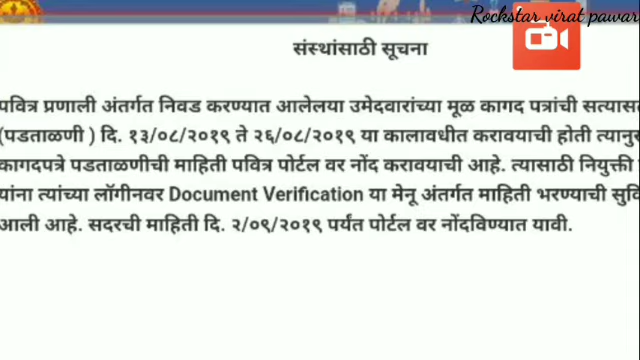 Rockstar virat pawar
संस्थांसाठी सूचना
पवित्र प्रणाली अंतर्गत निवड करण्यात आलेलया उमेदवारांच्या मूळ कागद पत्रांची
(पडताळणी ) दि. १३/०८/२०१९ ते २६/०८/२०१९ या कालावधीत करावयाची होती
कागदपत्रे पडताळणीची माहिती पवित्र पोर्टल वर नोंद करावयाची आहे. त्यासाठी नियुक्ती
यांना त्यांच्या लॉगीनवर Document Verification या मेनू अंतर्गत माहिती भरण्याची
आली आहे. सदरची माहिती दि. २/०९/२०१९ पर्यंत पोर्टल वर नोंदविण्यात यावी.